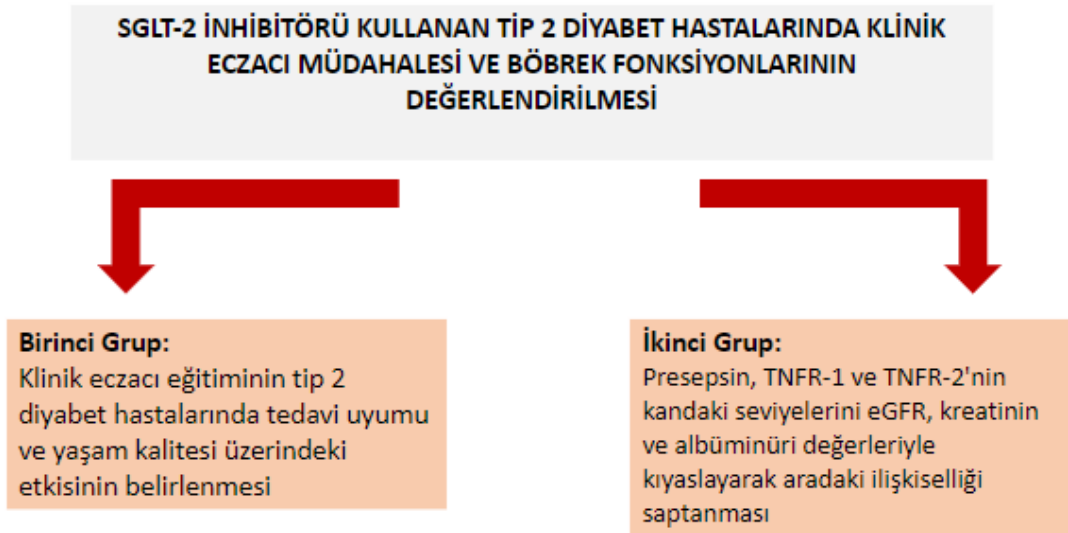 SGLT-2 İNHİBİTÖRÜ KULLANAN TİP 2 DİYABET HASTALARINDA KLİNİK
ECZACI MÜDAHALESİ VE BÖBREK FONKSİYONLARININ
DEĞERLENDİRİLMESİ
Birinci Grup:
Klinik eczacı eğitiminin tip 2
diyabet hastalarında tedavi uyumu
ve yaşam kalitesi üzerindeki
etkisinin belirlenmesi
İkinci Grup:
Presepsin, TNFR-1 ve TNFR-2'nin
kandaki seviyelerini eGFR, kreatinin
ve albüminüri değerleriyle
kıyaslayarak aradaki ilişkiselliği
saptanması